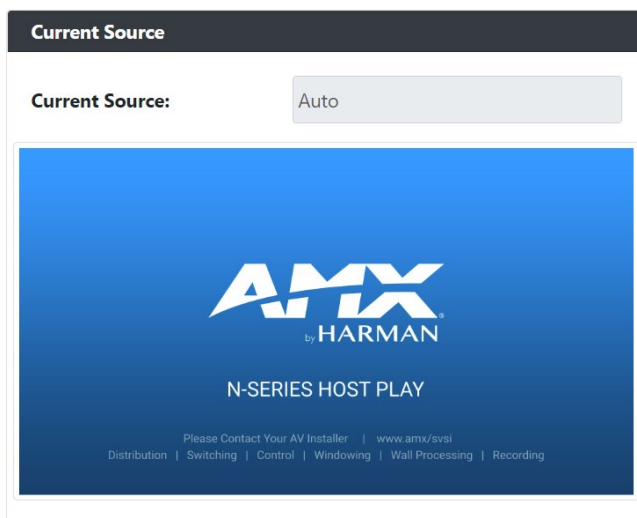 Current Source
Current Source:
Auto
AMX®
by HARMAN
N-SERIES HOST PLAY
Please Contact Your AV Installer | www.amx/svsi
Distribution | Switching | Control | Windowing | Wall Processing | Recording